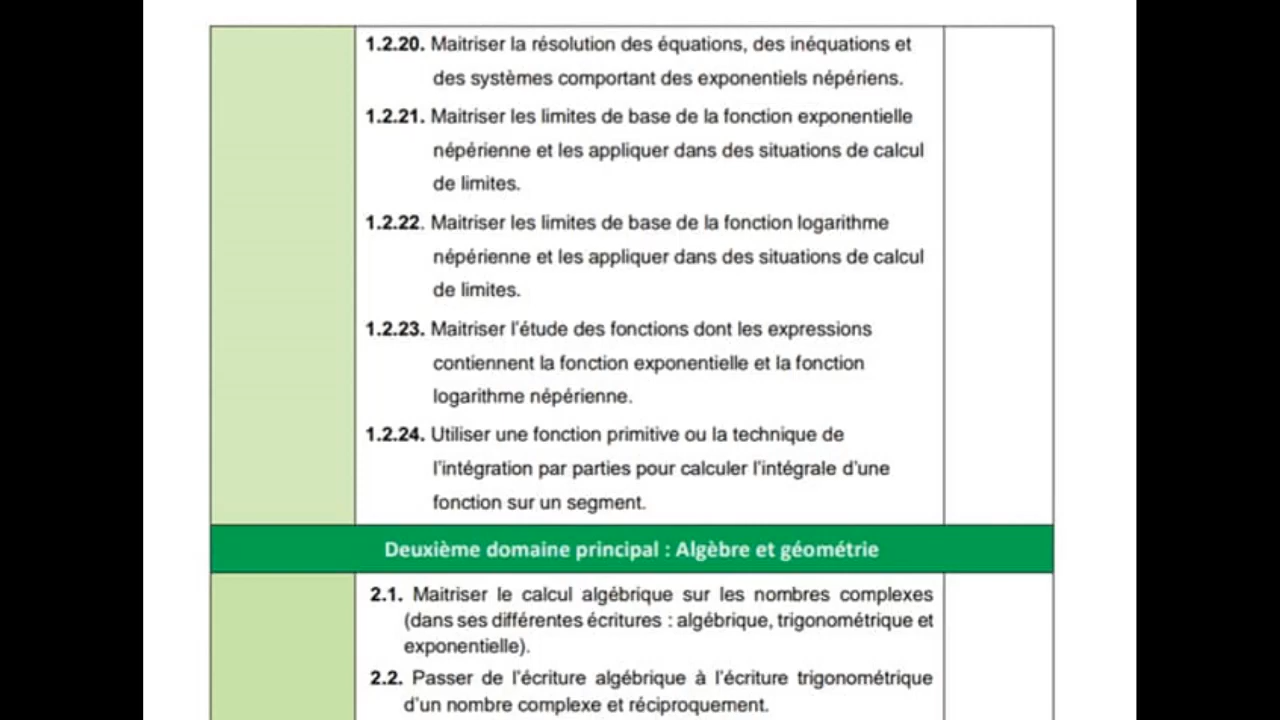 1.2.20. Maitriser la résolution des équations, des inéquations et
des systèmes comportant des exponentiels népériens.
1.2.21. Maitriser les limites de base de la fonction exponentielle
népérienne et les appliquer dans des situations de calcul
de limites.
1.2.22. Maitriser les limites de base de la fonction logarithme
népérienne et les appliquer dans des situations de calcul
de limites.
1.2.23. Maitriser l’étude des fonctions dont les expressions
contiennent la fonction exponentielle et la fonction
logarithme népérienne.
1.2.24. Utiliser une fonction primitive ou la technique de
l’intégration par parties pour calculer l’intégrale d’une
fonction sur un segment.
Deuxième domaine principal : Algèbre et géométrie
2.1. Maitriser le calcul algébrique sur les nombres complexes
(dans ses différentes écritures : algébrique, trigonométrique et
exponentielle).
2.2. Passer de l’écriture algébrique à l’écriture trigonométrique
d’un nombre complexe et réciproquement.